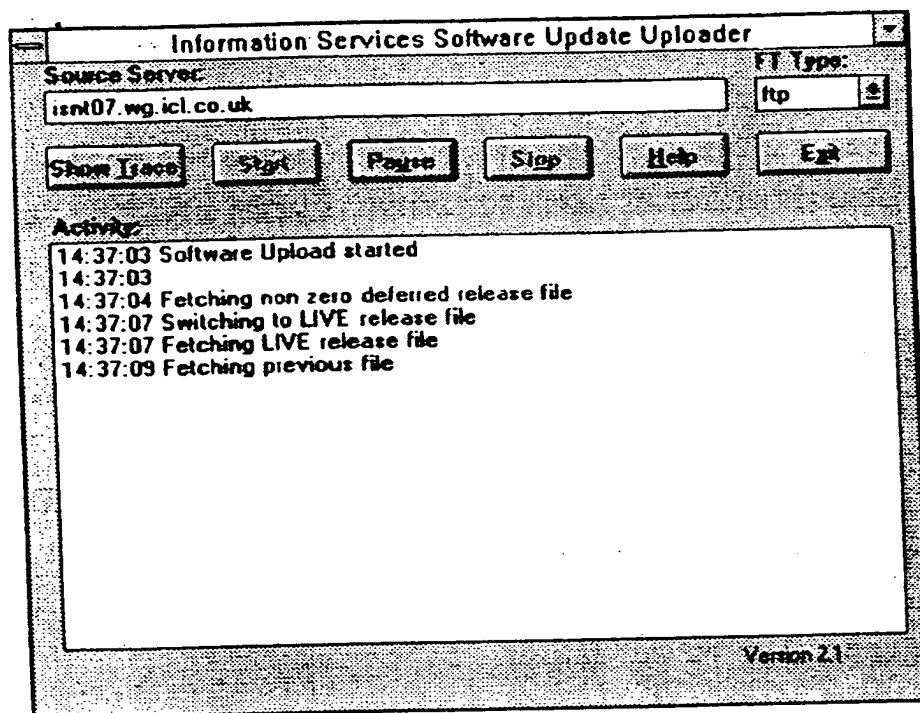 Information Services Software Update Uploader
Source Server:
FT Type:
isnt07.wg.icl.co.uk
ftp
Show Trace Start Pause Stop Help Exit
Activity:
14:37:03 Software Upload started
14:37:03
14:37:04 Fetching non zero deferred release file
14:37:07 Switching to LIVE release file
14:37:07 Fetching LIVE release file
14:37:09 Fetching previous file
Version 2.1